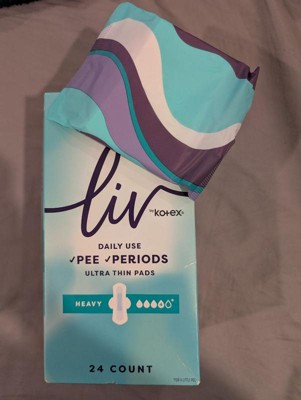 liv
by kotex®
DAILY USE
✓PEE ✓PERIODS
ULTRA THIN PADS
HEAVY
24 COUNT